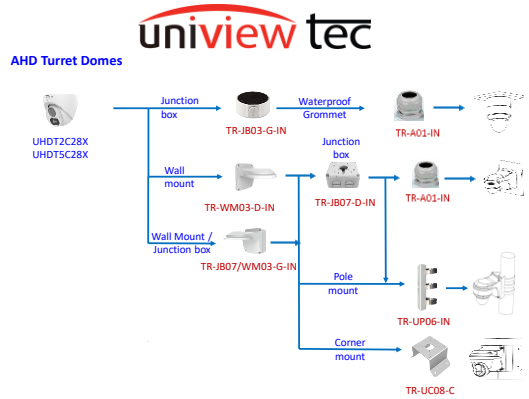 uniview tec
AHD Turret Domes
Junction
box
Waterproof
Grommet
UHDT2C28X
UHDT5C28X
TR-JB03-G-IN
TR-A01-IN
Junction
box
Wall
mount
TR-WM03-D-IN
TR-JB07-D-IN
TR-A01-IN
Wall Mount /
Junction box
TR-JB07/WM03-G-IN
Pole
mount
TR-UP06-IN
Corner
mount
TR-UC08-C